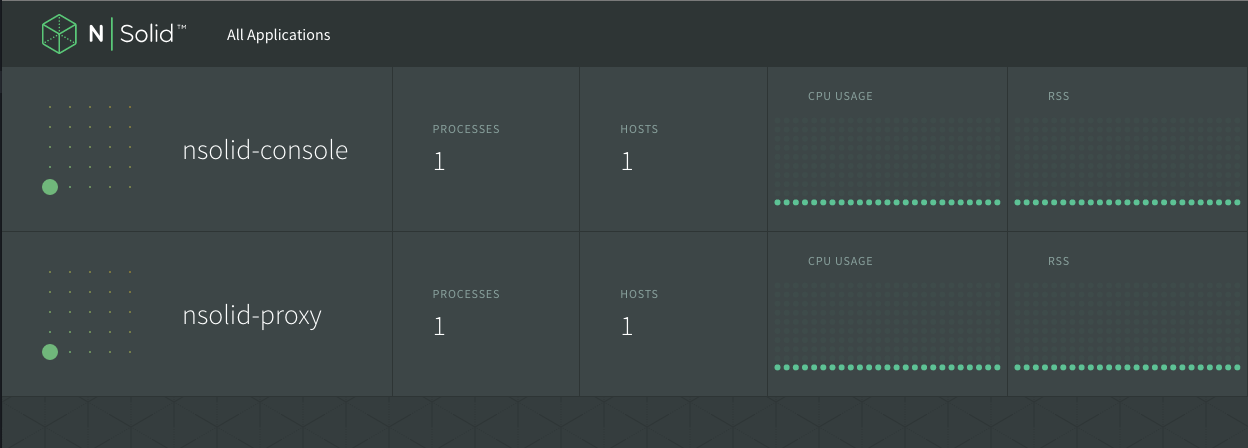 N|Solid™ All Applications
nsolid-console
PROCESSES
1
HOSTS
1
CPU USAGE
RSS
nsolid-proxy
PROCESSES
1
HOSTS
1
CPU USAGE
RSS